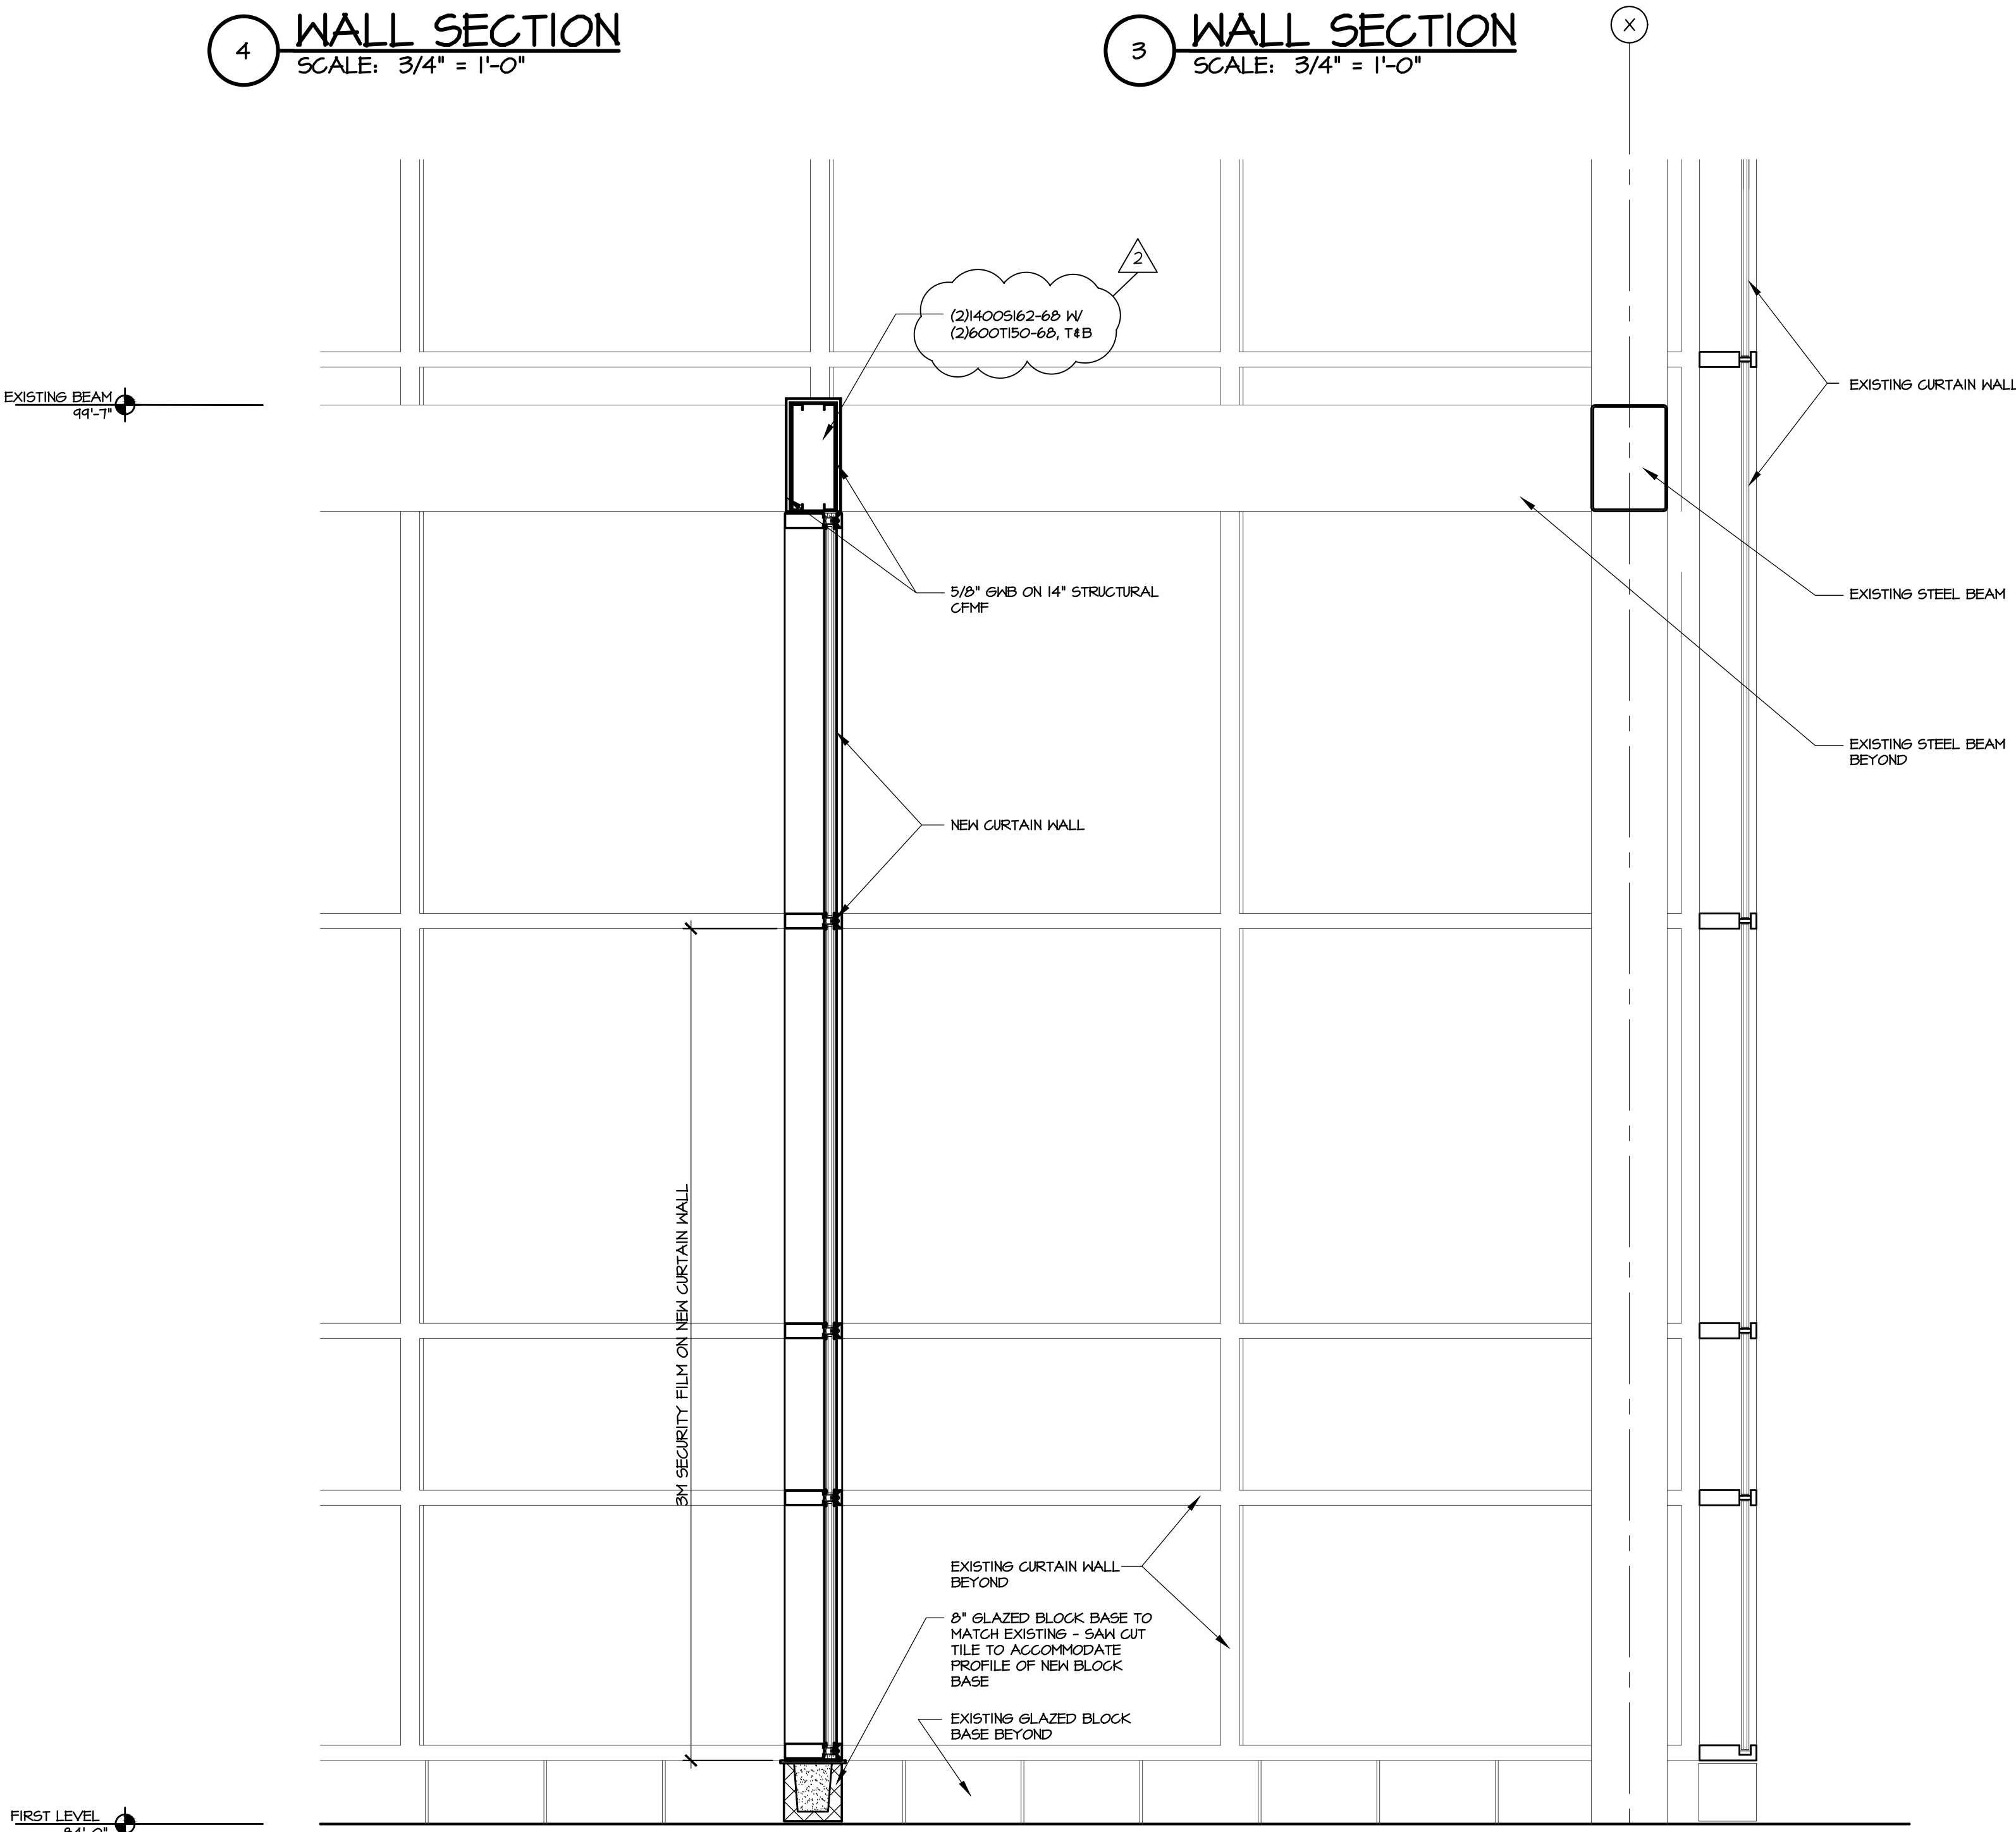 4
WALL SECTION
SCALE: 3/4" = 1'-0"
3
WALL SECTION
SCALE: 3/4" = 1'-0"
X
2
(2)1400S162-68 W/
(2)600T150-68, T&B
EXISTING CURTAIN WALL
EXISTING BEAM
99'-7"
5/8" GWB ON 14" STRUCTURAL
CFMF
EXISTING STEEL BEAM
EXISTING STEEL BEAM
BEYOND
NEW CURTAIN WALL
3M SECURITY FILM ON NEW CURTAIN WALL
EXISTING CURTAIN WALL
BEYOND
8" GLAZED BLOCK BASE TO
MATCH EXISTING - SAW CUT
TILE TO ACCOMMODATE
PROFILE OF NEW BLOCK
BASE
EXISTING GLAZED BLOCK
BASE BEYOND
FIRST LEVEL